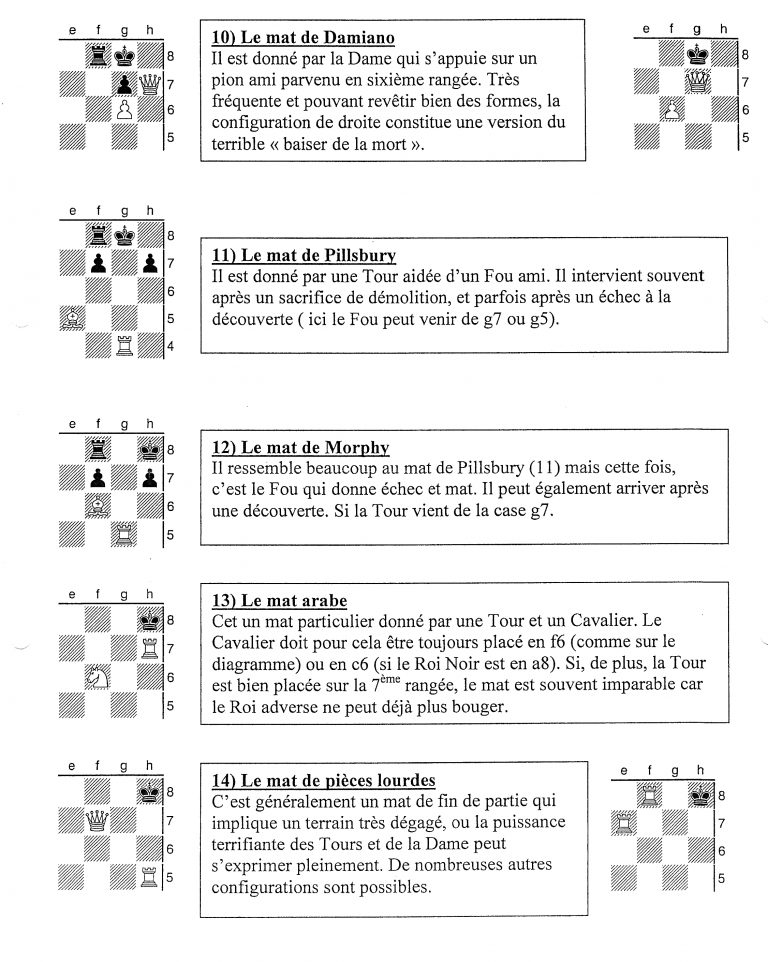 e f g h
8
7
6
5
10) Le mat de Damiano
Il est donné par la Dame qui s'appuie sur un
pion ami parvenu en sixième rangée. Très
fréquente et pouvant revêtir bien des formes, la
configuration de droite constitue une version du
terrible « baiser de la mort ».
e f g h
8
7
6
5
e f g h
8
7
6
5
4
11) Le mat de Pillsbury
Il est donné par une Tour aidée d'un Fou ami. Il intervient souvent
après un sacrifice de démolition, et parfois après un échec à la
découverte ( ici le Fou peut venir de g7 ou g5).
e f g h
8
7
6
5
12) Le mat de Morphy
Il ressemble beaucoup au mat de Pillsbury (11) mais cette fois,
c'est le Fou qui donne échec et mat. Il peut également arriver après
une découverte. Si la Tour vient de la case g7.
e f g h
8
7
6
5
13) Le mat arabe
Cet un mat particulier donné par une Tour et un Cavalier. Le
Cavalier doit pour cela être toujours placé en f6 (comme sur le
diagramme) ou en c6 (si le Roi Noir est en a8). Si, de plus, la Tour
est bien placée sur la 7ème rangée, le mat est souvent imparable car
le Roi adverse ne peut déjà plus bouger.
e f g h
8
7
6
5
14) Le mat de pièces lourdes
C'est généralement un mat de fin de partie qui
implique un terrain très dégagé, ou la puissance
terrifiante des Tours et de la Dame peut
s'exprimer pleinement. De nombreuses autres
configurations sont possibles.
e f g h
8
7
6
5